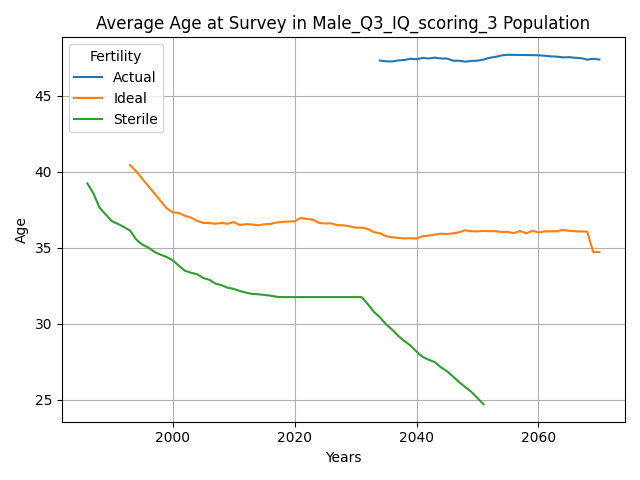 Average Age at Survey in Male_Q3_IQ_scoring_3 Population
Fertility
Actual
Ideal
Sterile
Age
45
40
35
30
25
2000
2020
2040
2060
Years